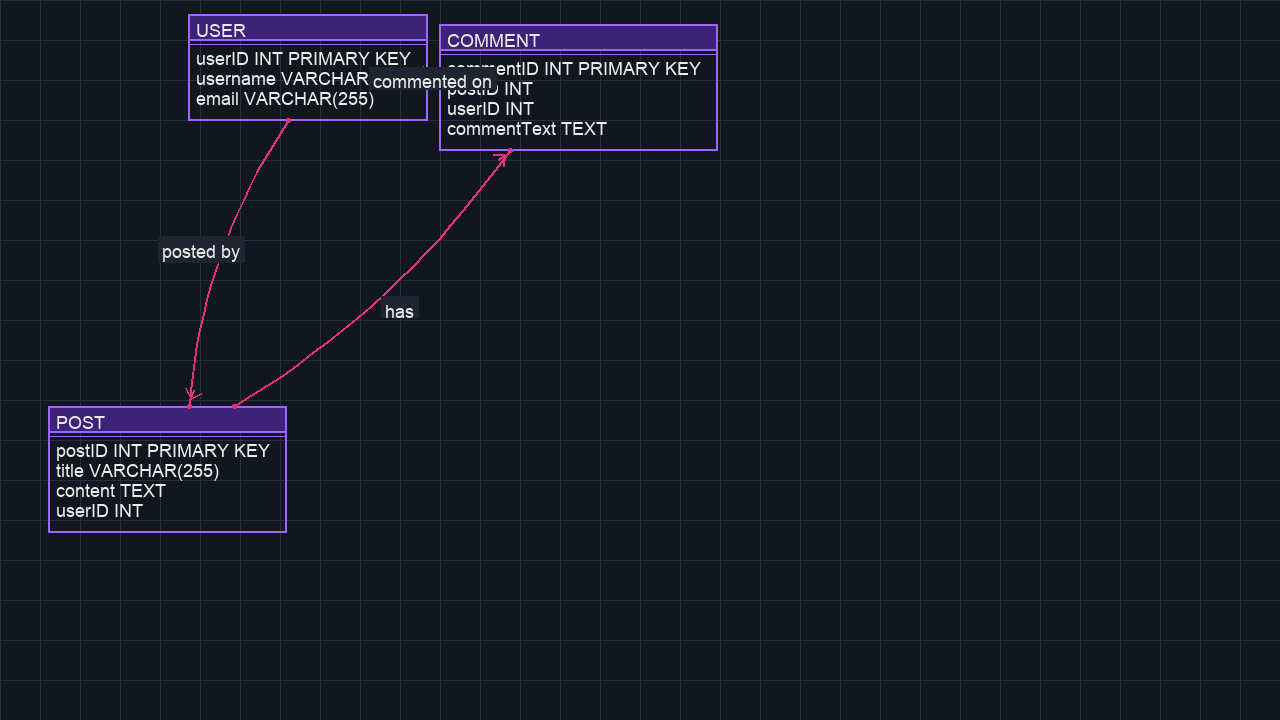 USER
userID INT PRIMARY KEY
username VARCHAR
email VARCHAR(255)
COMMENT
commentID INT PRIMARY KEY
postID INT
userID INT
commentText TEXT
commented on
posted by
has
POST
postID INT PRIMARY KEY
title VARCHAR(255)
content TEXT
userID INT